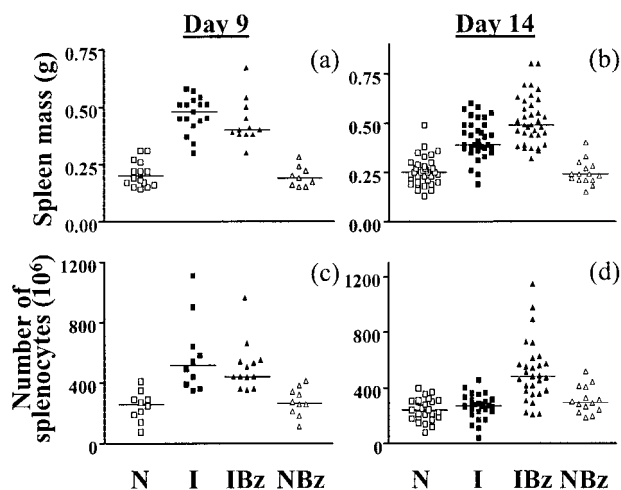 Day 9
Day 14
Spleen mass (g)
0.75
0.50
0.25
0.00
(a)
0.75
0.50
0.25
0.00
(b)
Number of
splenocytes (10⁶)
1200
800
400
0
(c)
1200
800
400
0
(d)
N I IBz NBz
N I IBz NBz